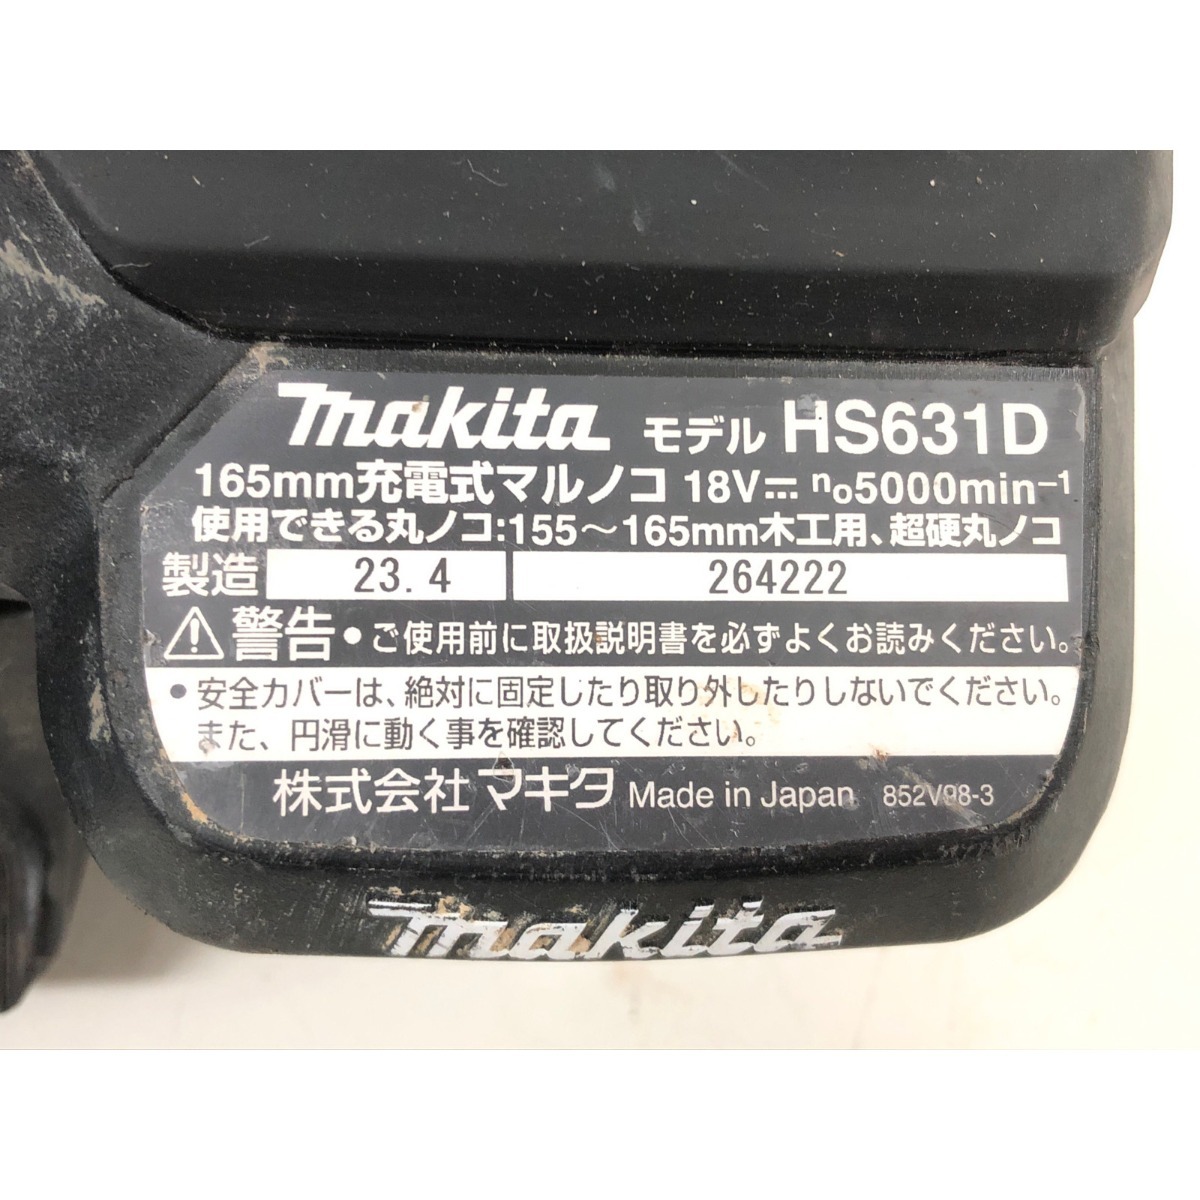 makita モデル HS631D
165mm充電式マルノコ 18V⎓ n₀5000min⁻¹
使用できる丸ノコ:155～165mm木工用、超硬丸ノコ
製造 23.4 264222
⚠警告 • ご使用前に取扱説明書を必ずよくお読みください。
• 安全カバーは、絶対に固定したり取り外したりしないでください。
また、円滑に動く事を確認してください。
株式会社マキタ Made in Japan 852V98-3
makita